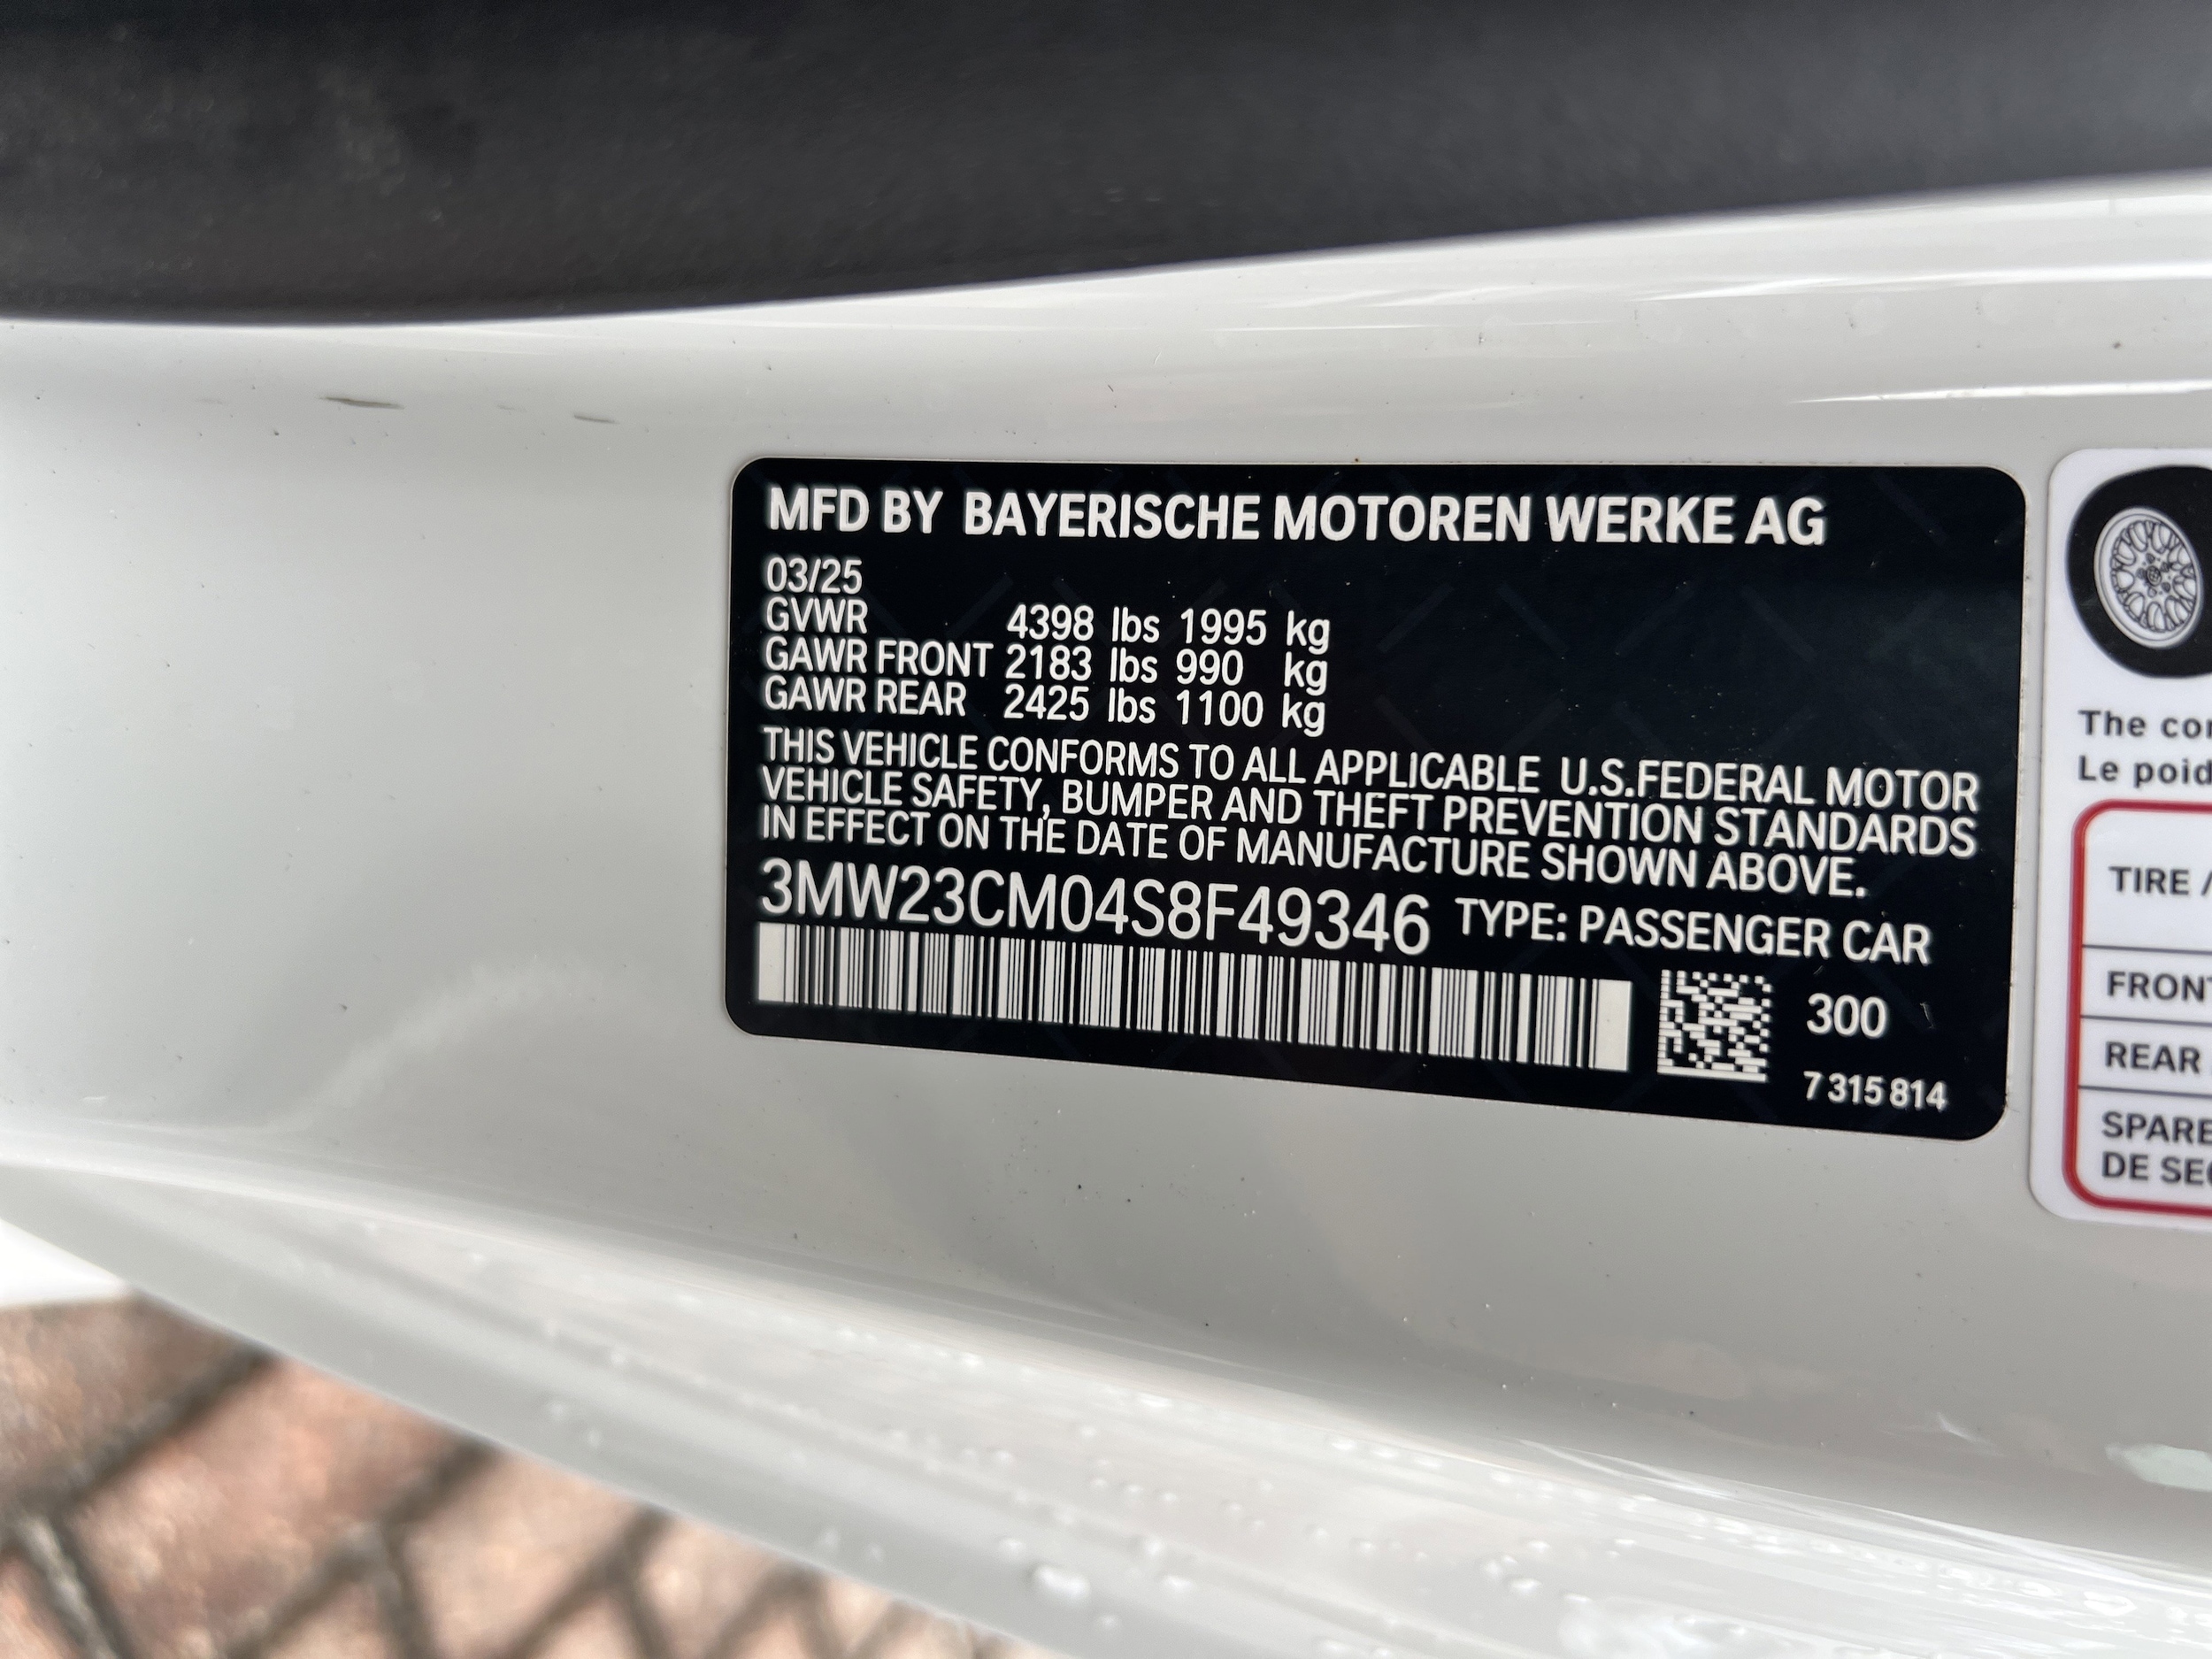 MFD BY BAYERISCHE MOTOREN WERKE AG
03/25
GVWR 4398 lbs 1995 kg
GAWR FRONT 2183 lbs 990 kg
GAWR REAR 2425 lbs 1100 kg
THIS VEHICLE CONFORMS TO ALL APPLICABLE U.S.FEDERAL MOTOR
VEHICLE SAFETY, BUMPER AND THEFT PREVENTION STANDARDS
IN EFFECT ON THE DATE OF MANUFACTURE SHOWN ABOVE.
3MW23CM04S8F49346 TYPE: PASSENGER CAR
300
7 315 814
The
Le
TIRE /
FRONT
REAR
SPARE
DE